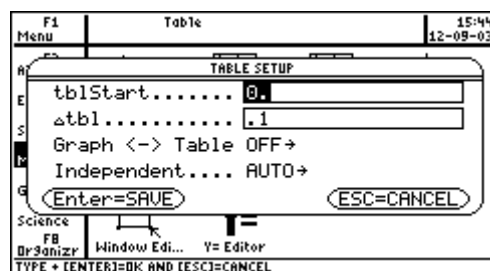 F1
Menu
Table
15:44
12-09-03
TABLE SETUP
tblStart....... 0.
△tbl........... .1
Graph <-> Table OFF→
Independent.... AUTO→
Enter=SAVE
ESC=CANCEL
Science
F8
Organizr
Window Edi...
Y= Editor
TYPE + [ENTER]=OK AND [ESC]=CANCEL